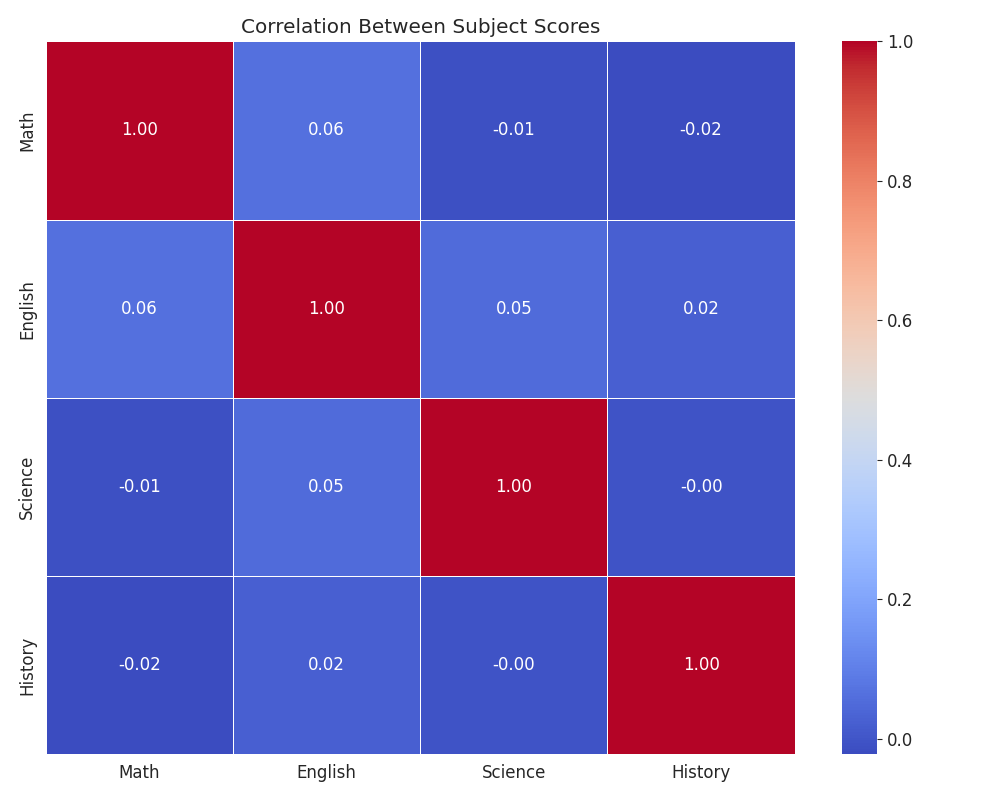 Correlation Between Subject Scores
Math 1.00 0.06 -0.01 -0.02
English 0.06 1.00 0.05 0.02
Science -0.01 0.05 1.00 -0.00
History -0.02 0.02 -0.00 1.00
Math English Science History
1.0
0.8
0.6
0.4
0.2
0.0